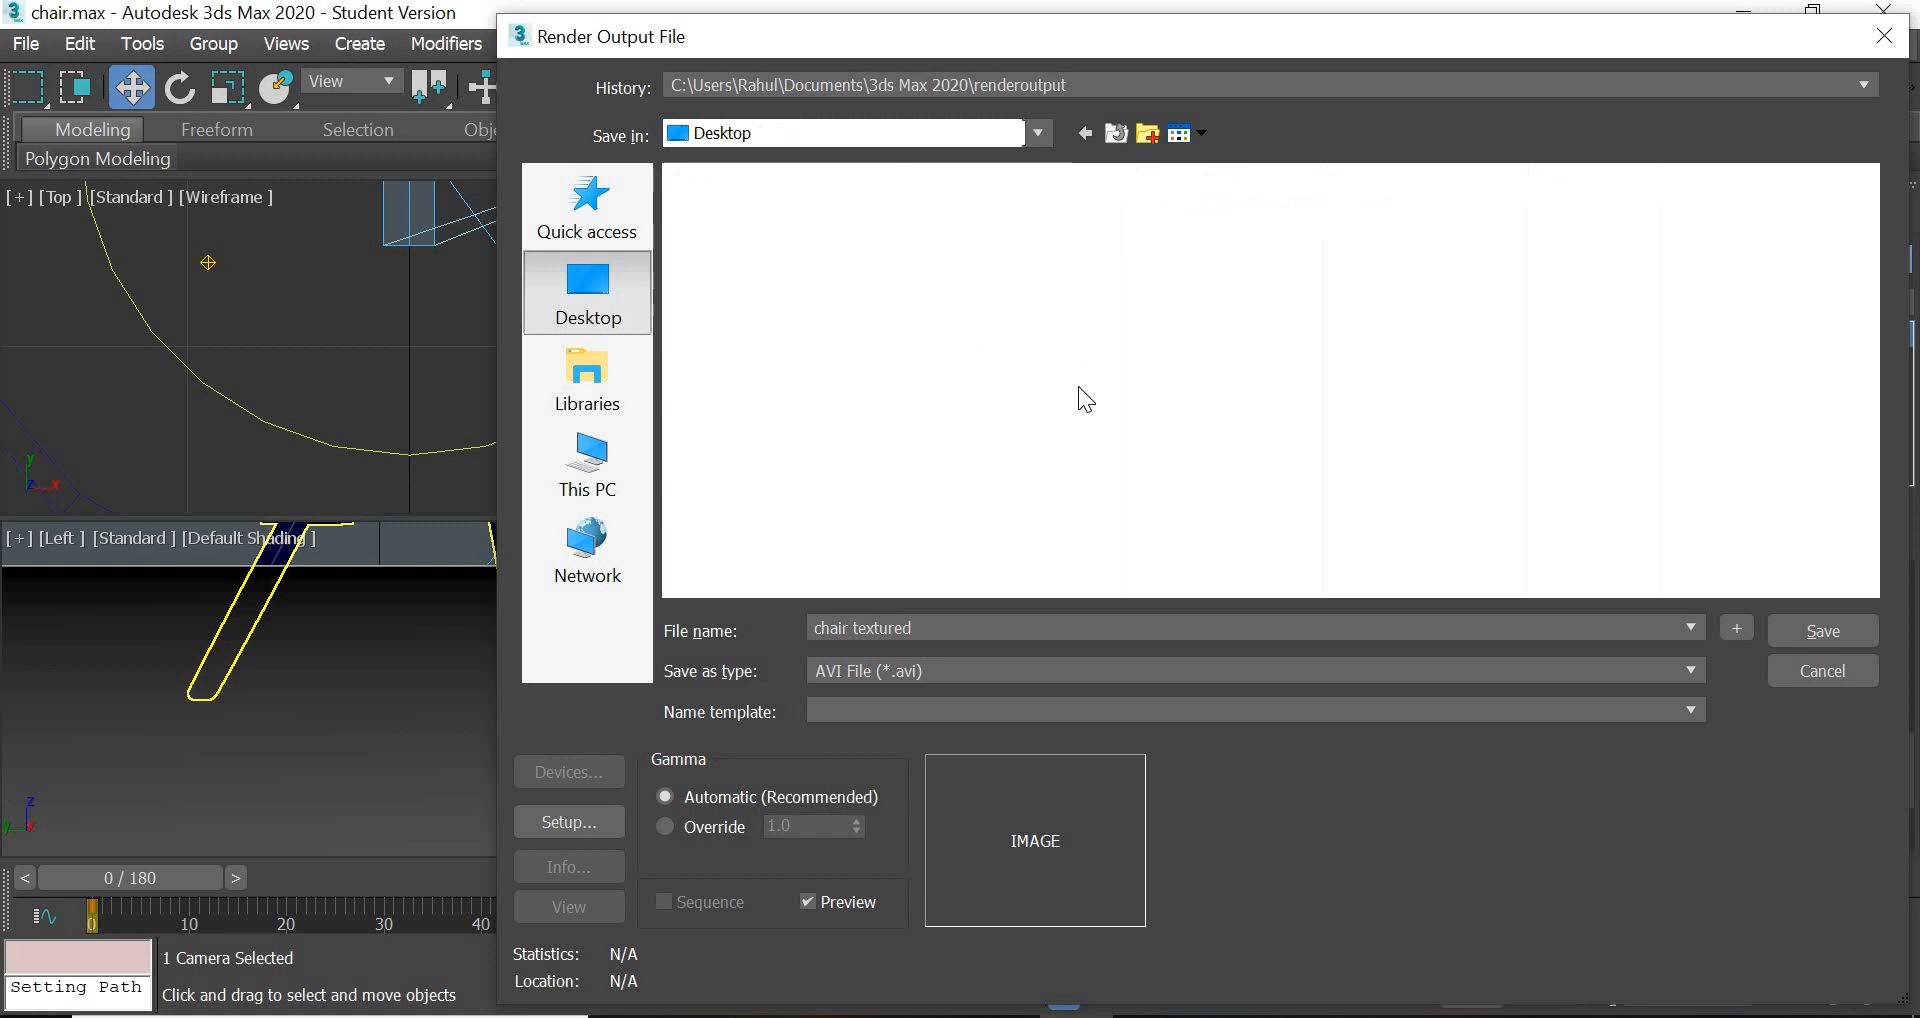 chair.max - Autodesk 3ds Max 2020 - Student Version
File Edit Tools Group Views Create Modifiers
View
Modeling Freeform Selection Obje
Polygon Modeling
[+] [Top ] [Standard ] [Wireframe ]
y
z x
[+] [Left ] [Standard ] [Default Shading ]
z
y x
< 0 / 180 >
0 10 20 30 40
1 Camera Selected
Setting Path
Click and drag to select and move objects
Render Output File
History: C:\Users\Rahul\Documents\3ds Max 2020\renderoutput
Save in: Desktop
Quick access
Desktop
Libraries
This PC
Network
File name: chair textured + Save
Save as type: AVI File (*.avi) Cancel
Name template:
Devices...
Setup...
Info...
View
Gamma
Automatic (Recommended)
Override 1.0
Sequence Preview
IMAGE
Statistics: N/A
Location: N/A